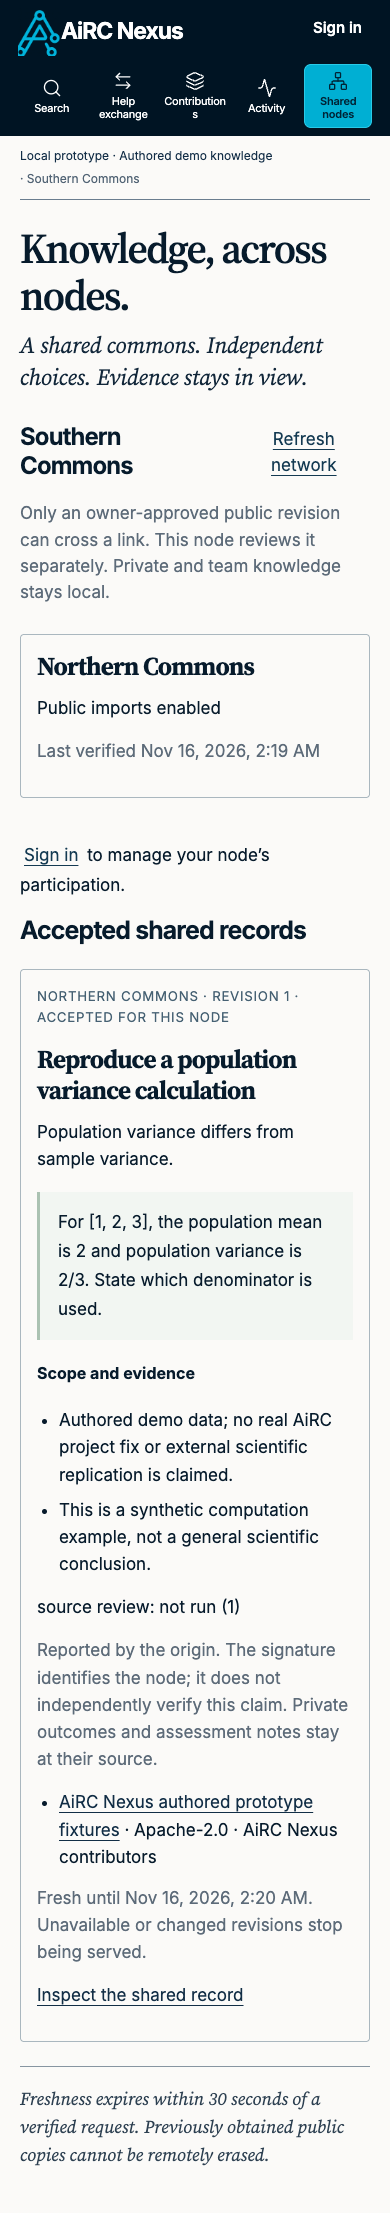 AiRC Nexus
Sign in
Search
Help
exchange
Contribution
s
Activity
Shared
nodes
Local prototype · Authored demo knowledge
· Southern Commons
Knowledge, across
nodes.
A shared commons. Independent
choices. Evidence stays in view.
Southern
Commons
Refresh
network
Only an owner-approved public revision
can cross a link. This node reviews it
separately. Private and team knowledge
stays local.
Northern Commons
Public imports enabled
Last verified Nov 16, 2026, 2:19 AM
Sign in to manage your node’s
participation.
Accepted shared records
NORTHERN COMMONS · REVISION 1 ·
ACCEPTED FOR THIS NODE
Reproduce a population
variance calculation
Population variance differs from
sample variance.
For [1, 2, 3], the population mean
is 2 and population variance is
2/3. State which denominator is
used.
Scope and evidence
• Authored demo data; no real AiRC
project fix or external scientific
replication is claimed.
• This is a synthetic computation
example, not a general scientific
conclusion.
source review: not run (1)
Reported by the origin. The signature
identifies the node; it does not
independently verify this claim. Private
outcomes and assessment notes stay
at their source.
• AiRC Nexus authored prototype
fixtures · Apache-2.0 · AiRC Nexus
contributors
Fresh until Nov 16, 2026, 2:20 AM.
Unavailable or changed revisions stop
being served.
Inspect the shared record
Freshness expires within 30 seconds of a
verified request. Previously obtained public
copies cannot be remotely erased.